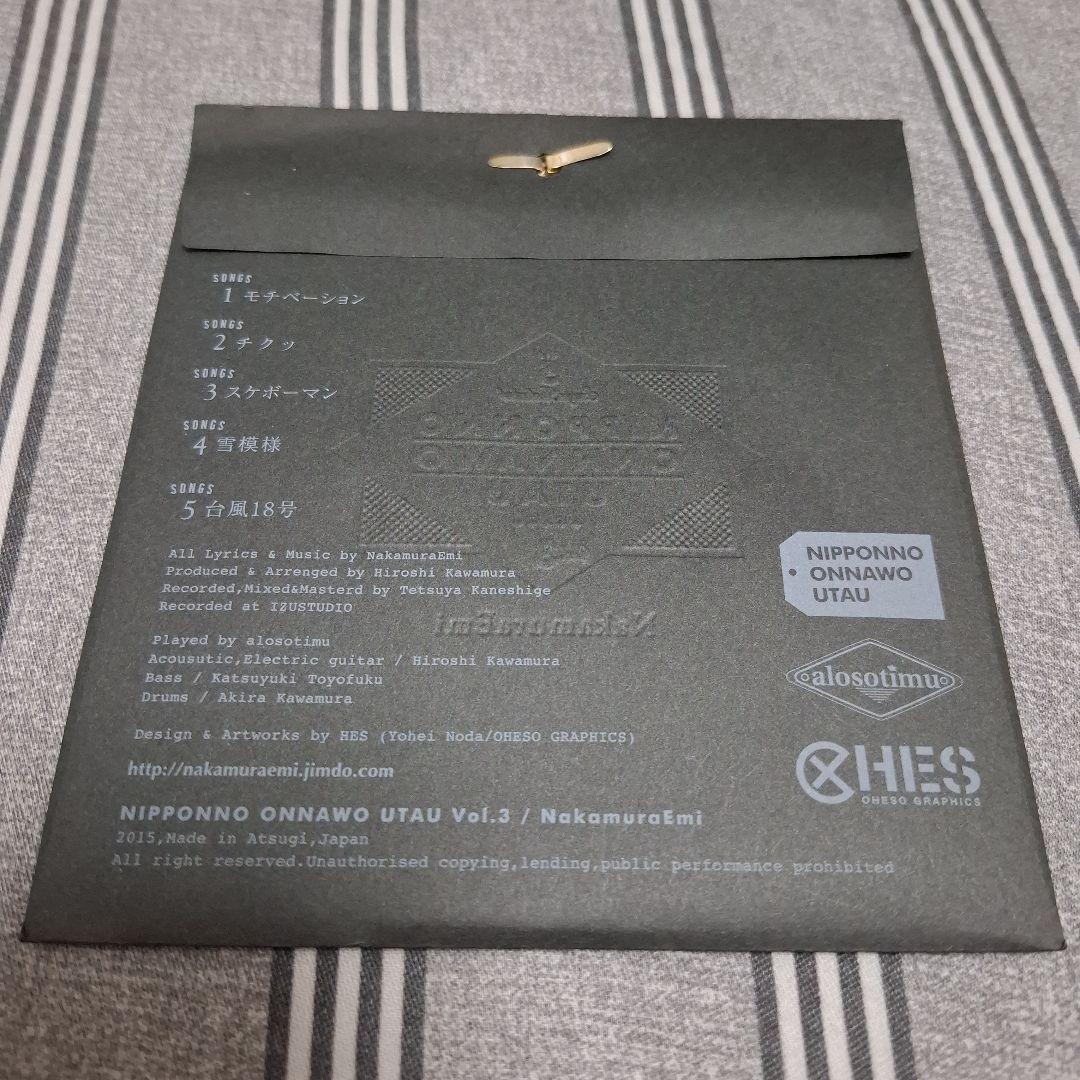 SONGS
1 モチベーション
SONGS
2 チクッ
SONGS
3 スケボーマン
SONGS
4 雪模様
SONGS
5 台風18号
All Lyrics & Music by NakamuraEmi
Produced & Arranged by Hiroshi Kawamura
Recorded,Mixed&Masterd by Tetsuya Kaneshige
Recorded at IZUSTUDIO
Played by alosotimu
Acousutic,Electric guitar / Hiroshi Kawamura
Bass / Katsuyuki Toyofuku
Drums / Akira Kawamura
Design & Artworks by HES (Yohei Noda/OHESO GRAPHICS)
http://nakamuraemi.jimdo.com
NIPPONNO ONNAWO UTAU Vol.3 / NakamuraEmi
2015,Made in Atsugi,Japan
All right reserved.Unauthorised copying,lending,public performance prohibited
NIPPONNO
ONNAWO
UTAU
alosotimu
HES
OHESO GRAPHICS
NIPPONNO
ONNAWO
UTAU
NakamuraEmi